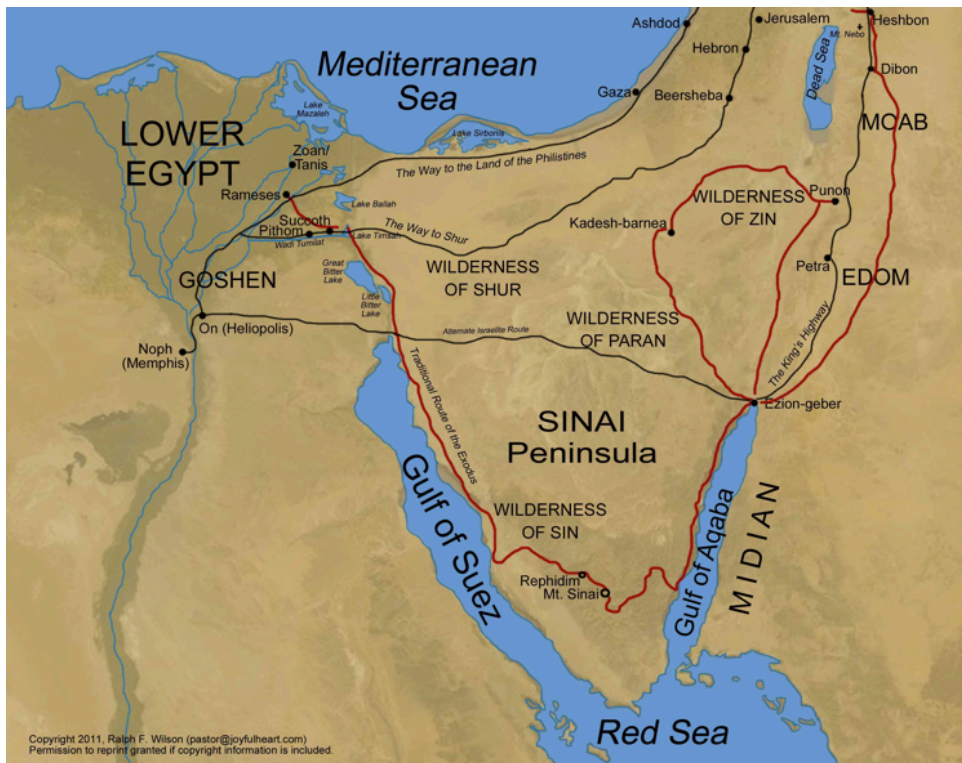 Ashdod
Jerusalem
Heshbon
Mt. Nebo
Hebron
Mediterranean
Sea
Dead Sea
Dibon
Gaza
Beersheba
Lake
Mazaleh
LOWER
EGYPT
Lake Sirbonis
MOAB
Zoan/
Tanis
The Way to the Land of the Philistines
Rameses
Lake Ballah
WILDERNESS
OF ZIN
Punon
Kadesh-barnea
Succoth
Pithom
The Way to Shur
Lake Timsah
Wadi Tumilat
Great
Bitter
Lake
WILDERNESS
OF SHUR
Petra
EDOM
GOSHEN
Little
Bitter
Lake
On (Heliopolis)
Alternate Israelite Route
WILDERNESS
OF PARAN
The King's Highway
Noph
(Memphis)
Traditional Route of the Exodus
Ezion-geber
SINAI
Peninsula
Gulf of Suez
WILDERNESS
OF SIN
Gulf of Aqaba
MIDIAN
Rephidim
Mt. Sinai
Red Sea
Copyright 2011, Ralph F. Wilson (pastor@joyfulheart.com)
Permission to reprint granted if copyright information is included.